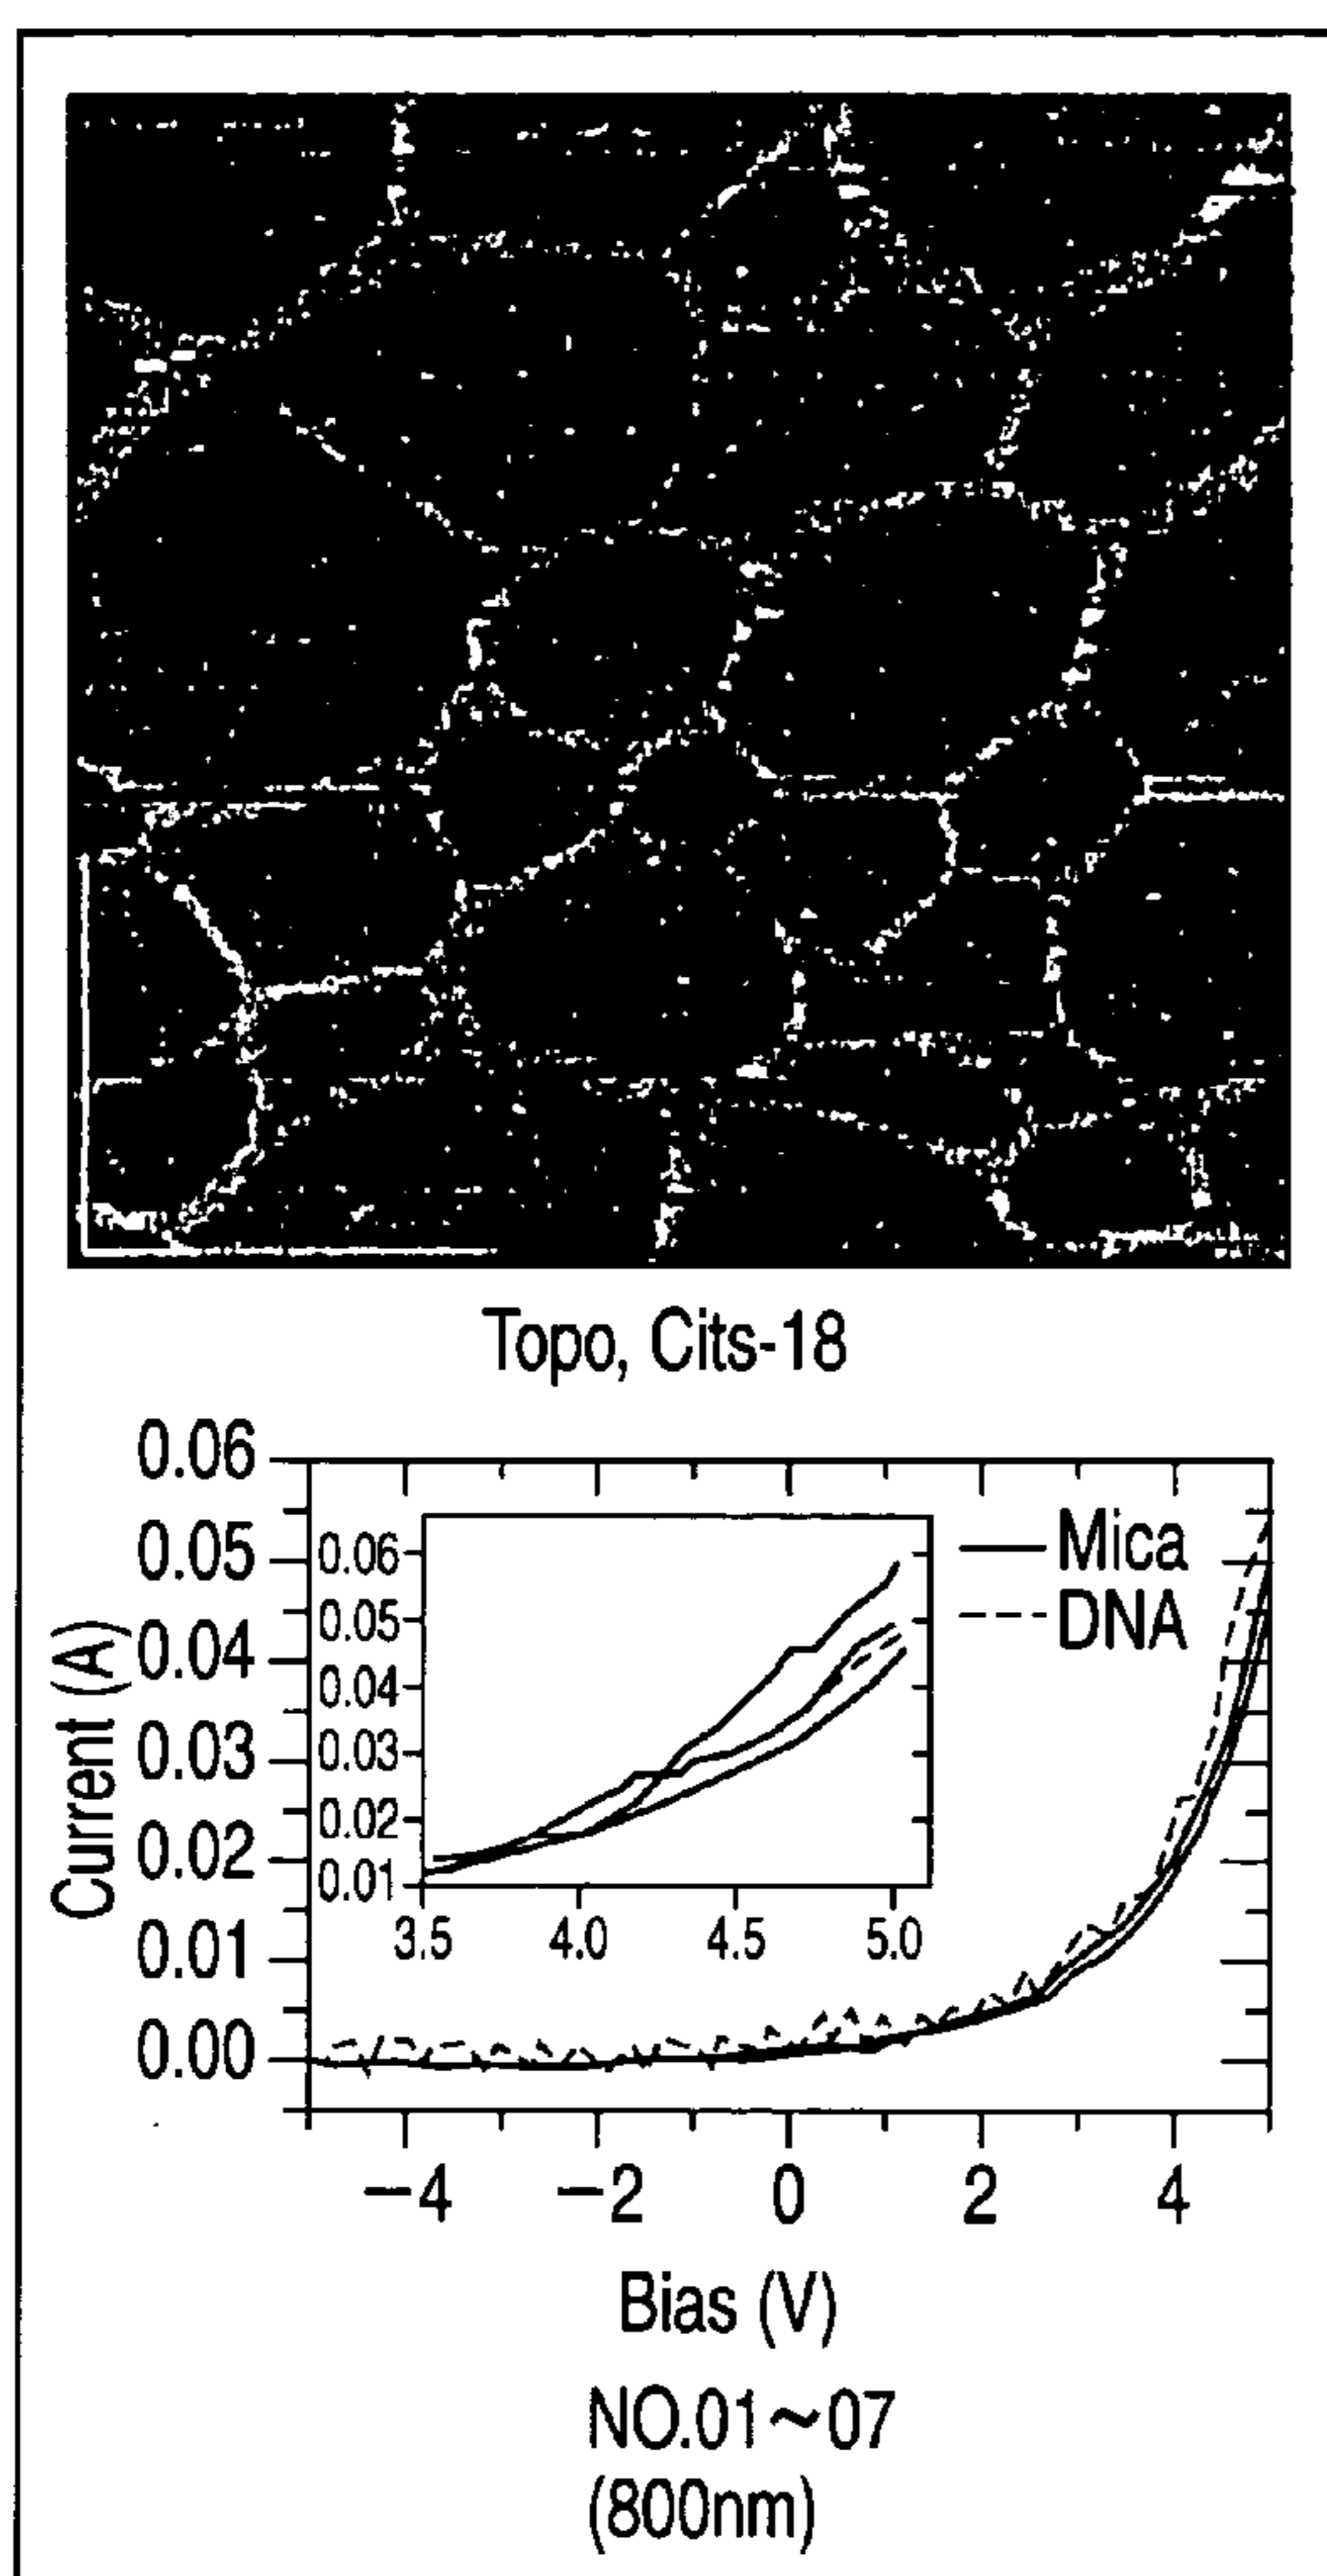 Topo, Cits-18
0.06
0.05
0.04
0.03
0.02
0.01
0.00
Current (A)
0.06
0.05
0.04
0.03
0.02
0.01
3.5 4.0 4.5 5.0
Mica
DNA
−4 −2 0 2 4
Bias (V)
NO.01~07
(800nm)